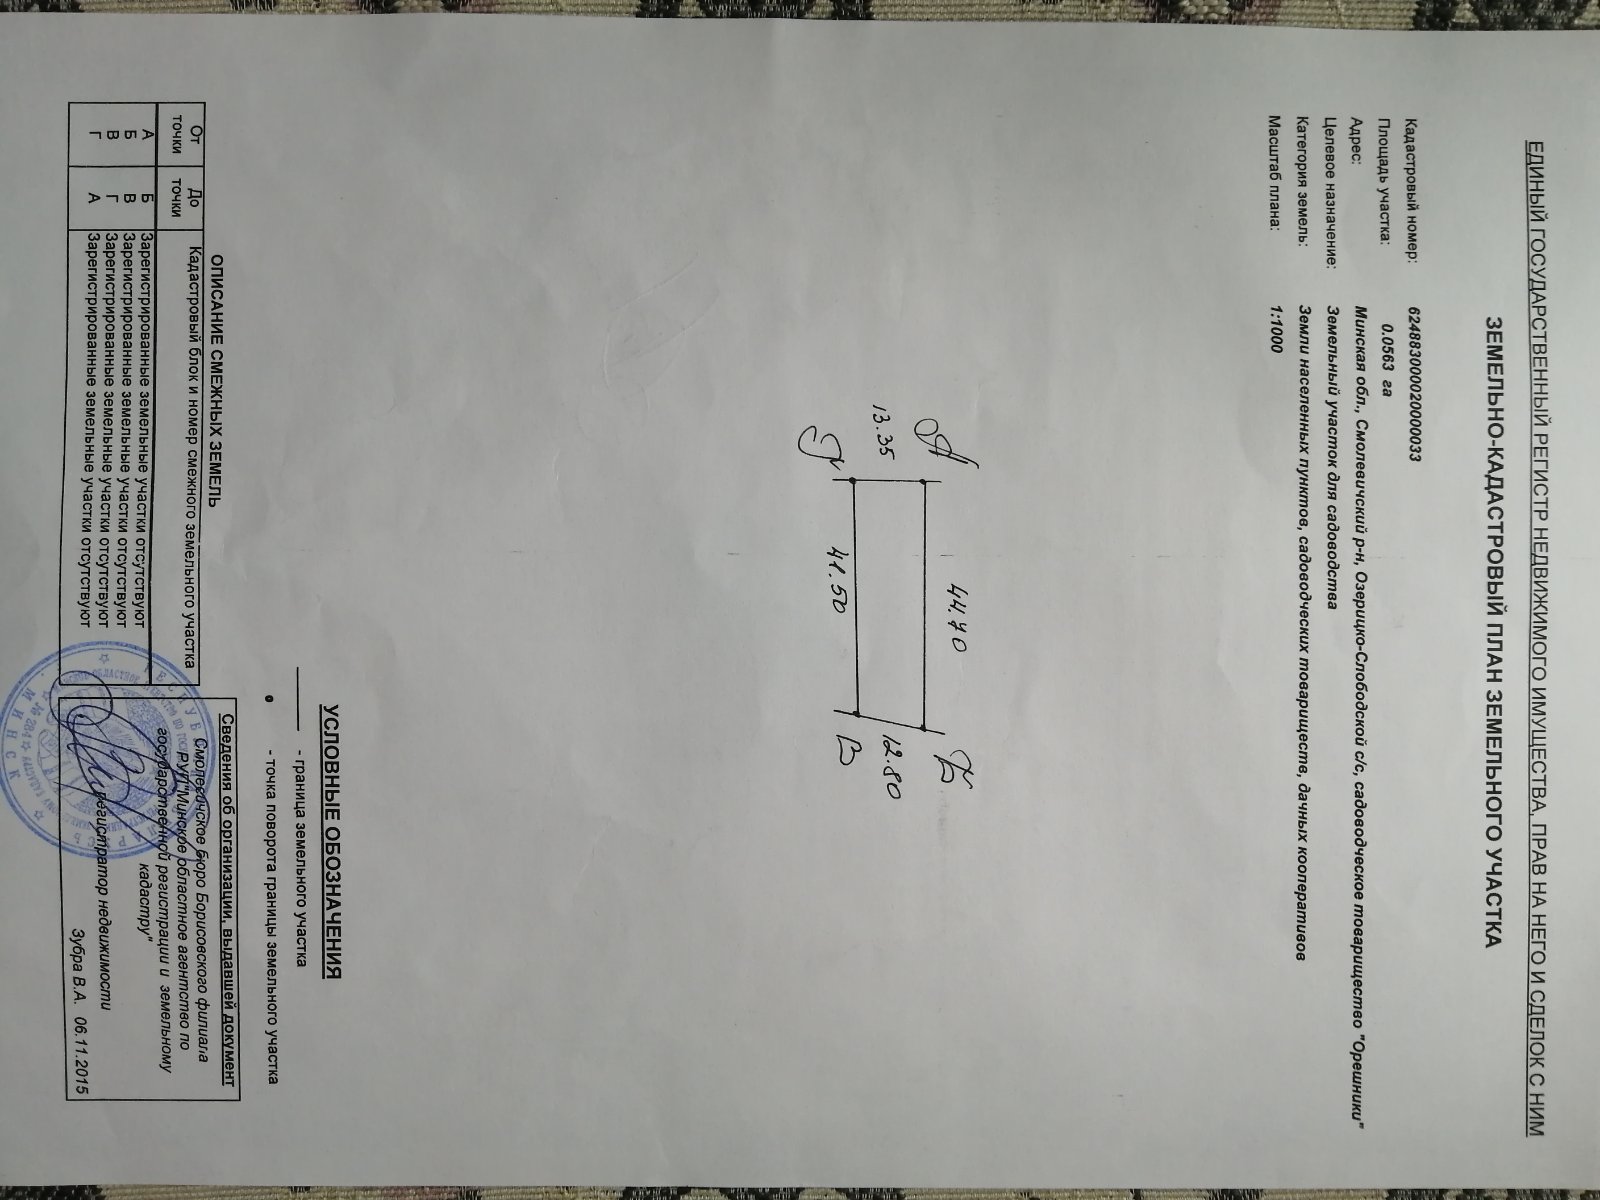 ЕДИНЫЙ ГОСУДАРСТВЕННЫЙ РЕГИСТР НЕДВИЖИМОГО ИМУЩЕСТВА, ПРАВ НА НЕГО И СДЕЛОК С НИМ
ЗЕМЕЛЬНО-КАДАСТРОВЫЙ ПЛАН ЗЕМЕЛЬНОГО УЧАСТКА
Кадастровый номер: 624883000002000033
Площадь участка: 0.0563 га
Адрес: Минская обл., Смолевичский р-н, Озерицко-Слободской с/с, садоводческое товарищество "Орешники"
Целевое назначение: Земельный участок для садоводства
Категория земель: Земли населенных пунктов, садоводческих товариществ, дачных кооперативов
Масштаб плана: 1:1000
А 44.70 Б
13.35 12.80
Г 41.50 В
УСЛОВНЫЕ ОБОЗНАЧЕНИЯ
- граница земельного участка
- точка поворота границы земельного участка
ОПИСАНИЕ СМЕЖНЫХ ЗЕМЕЛЬ
От точки До точки Кадастровый блок и номер смежного земельного участка
А Б Зарегистрированные земельные участки отсутствуют
Б В Зарегистрированные земельные участки отсутствуют
В Г Зарегистрированные земельные участки отсутствуют
Г А Зарегистрированные земельные участки отсутствуют
Сведения об организации, выдавшей документ
Смолевичское бюро Борисовского филиала
РУП"Минское областное агентство по
государственной регистрации и земельному
кадастру"
регистратор недвижимости
Зубра В.А. 06.11.2015
МИНСК
№ 284